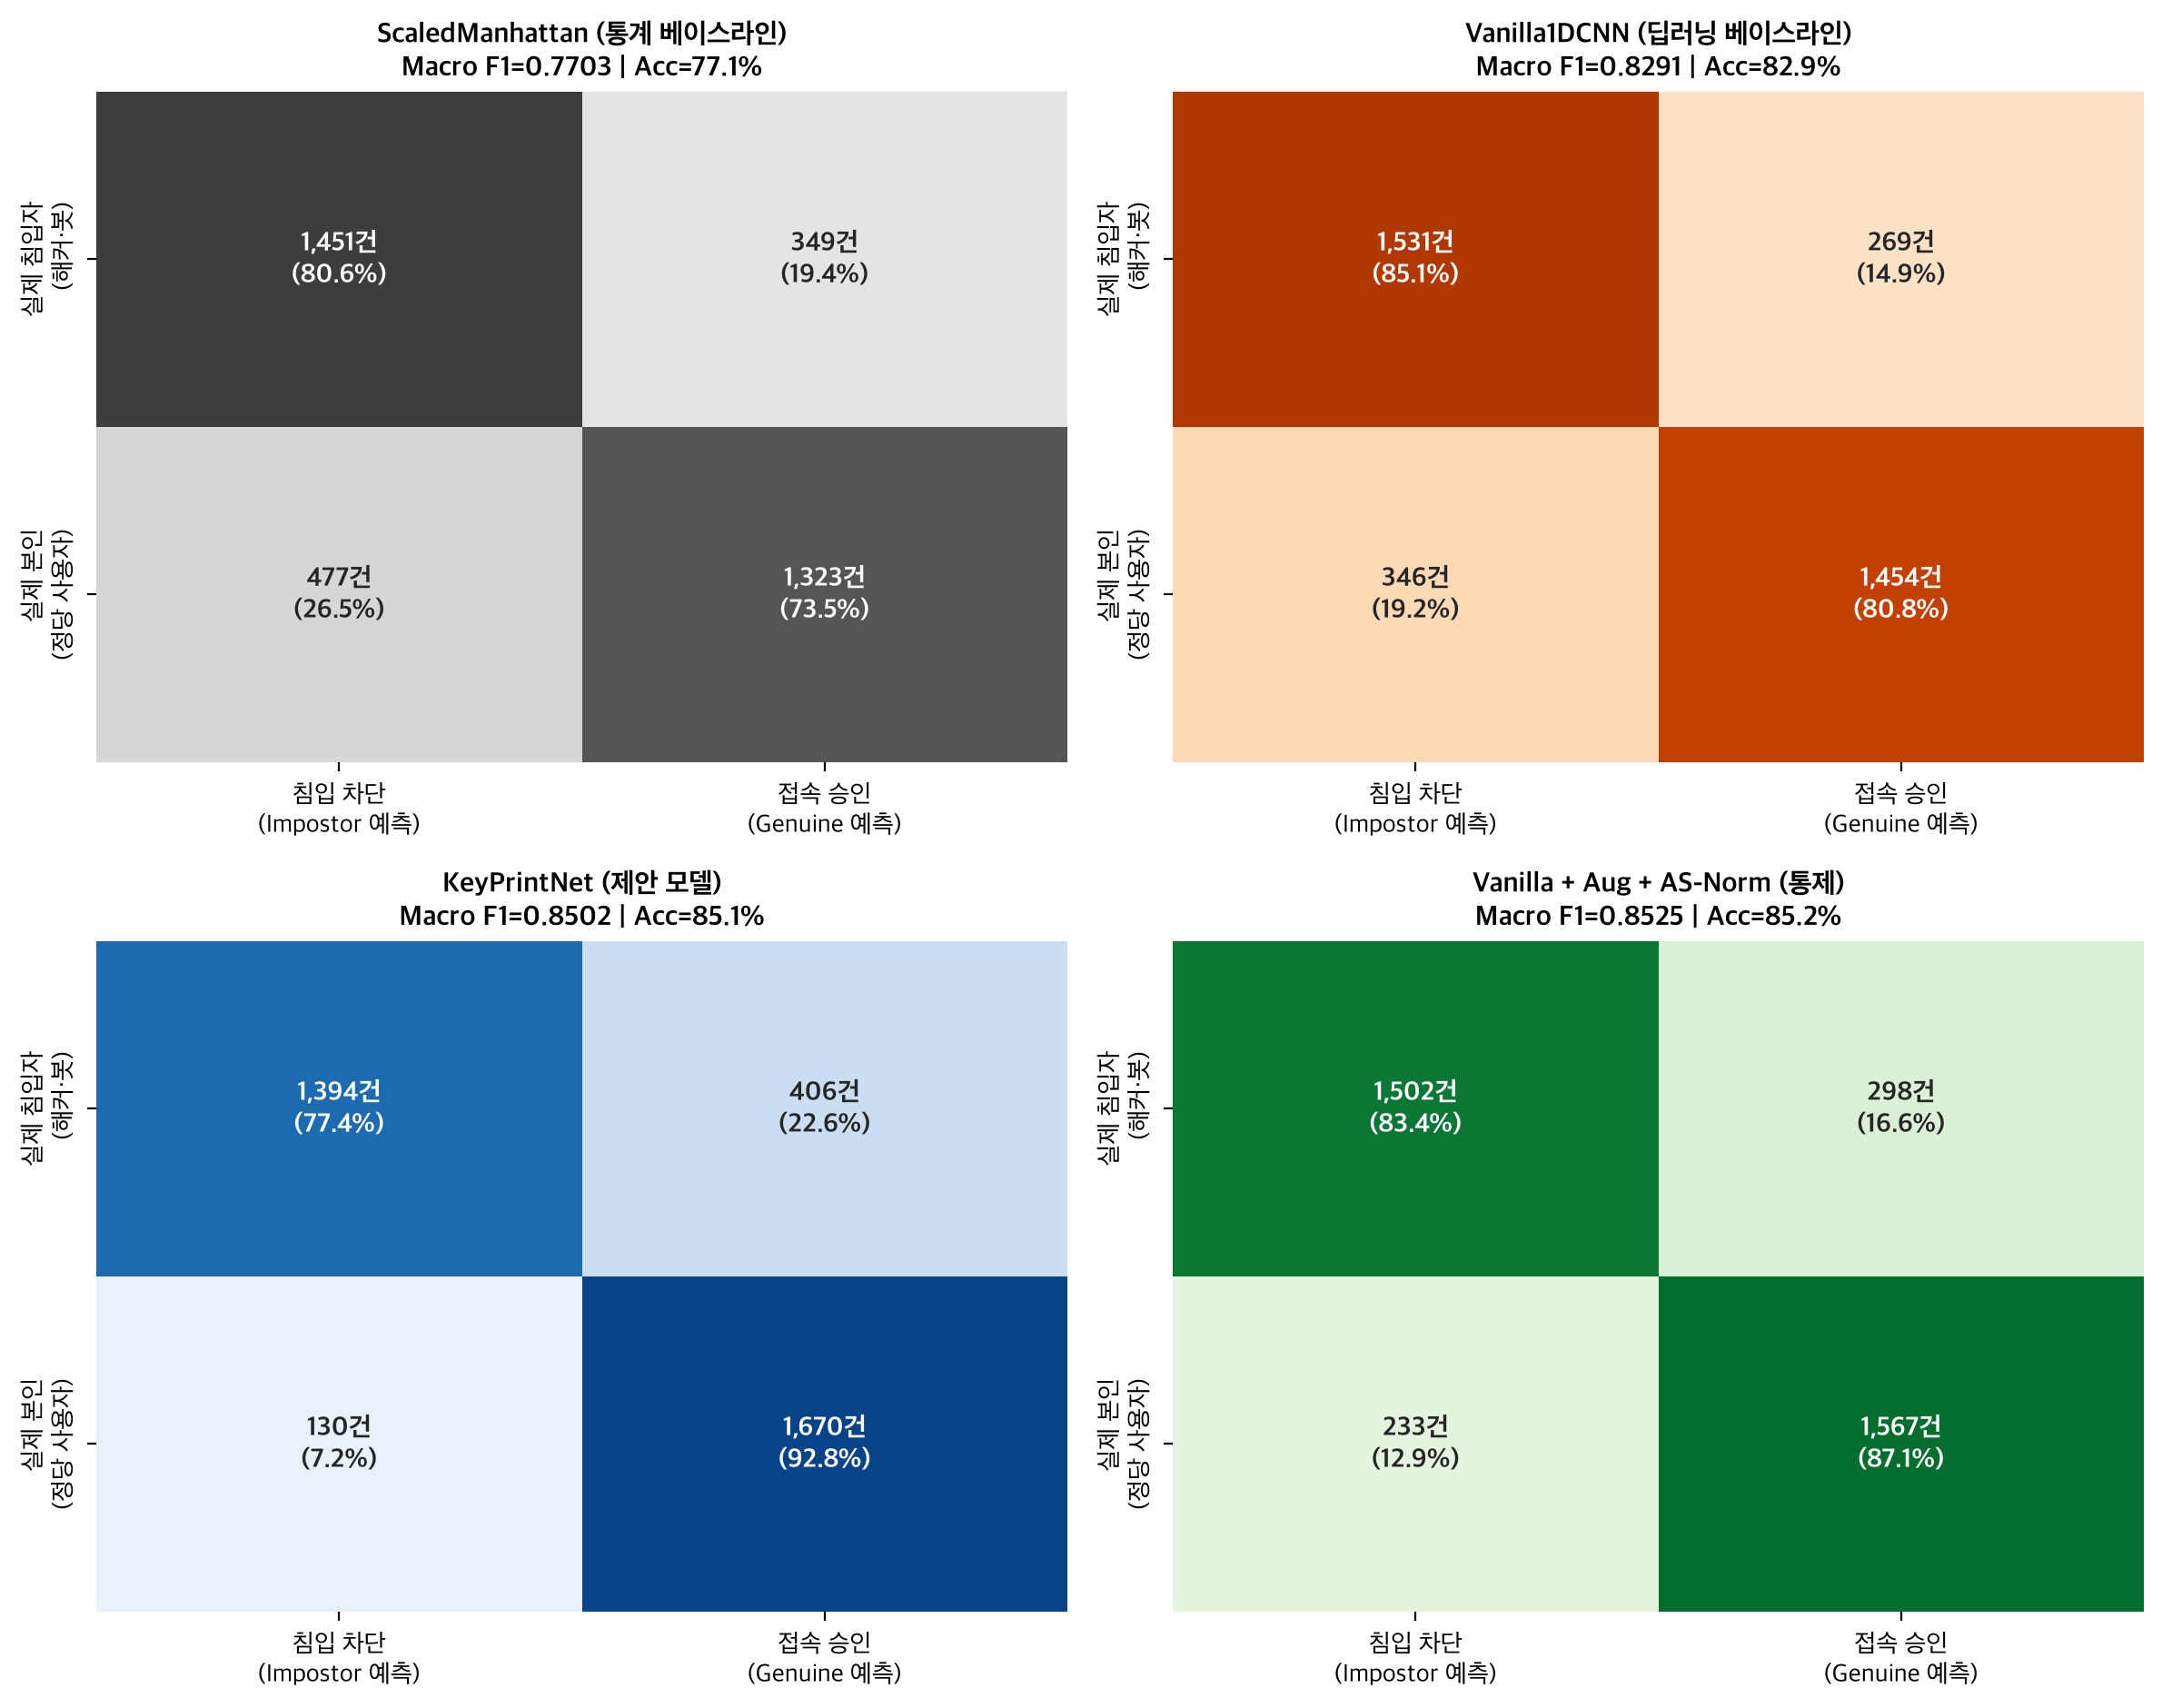 ScaledManhattan (통계 베이스라인)
Macro F1=0.7703 | Acc=77.1%
실제 침입자
(해커·봇)
1,451건
(80.6%)
349건
(19.4%)
실제 본인
(정당 사용자)
477건
(26.5%)
1,323건
(73.5%)
침입 차단
(Impostor 예측)
접속 승인
(Genuine 예측)
Vanilla1DCNN (딥러닝 베이스라인)
Macro F1=0.8291 | Acc=82.9%
실제 침입자
(해커·봇)
1,531건
(85.1%)
269건
(14.9%)
실제 본인
(정당 사용자)
346건
(19.2%)
1,454건
(80.8%)
침입 차단
(Impostor 예측)
접속 승인
(Genuine 예측)
KeyPrintNet (제안 모델)
Macro F1=0.8502 | Acc=85.1%
실제 침입자
(해커·봇)
1,394건
(77.4%)
406건
(22.6%)
실제 본인
(정당 사용자)
130건
(7.2%)
1,670건
(92.8%)
침입 차단
(Impostor 예측)
접속 승인
(Genuine 예측)
Vanilla + Aug + AS-Norm (통제)
Macro F1=0.8525 | Acc=85.2%
실제 침입자
(해커·봇)
1,502건
(83.4%)
298건
(16.6%)
실제 본인
(정당 사용자)
233건
(12.9%)
1,567건
(87.1%)
침입 차단
(Impostor 예측)
접속 승인
(Genuine 예측)